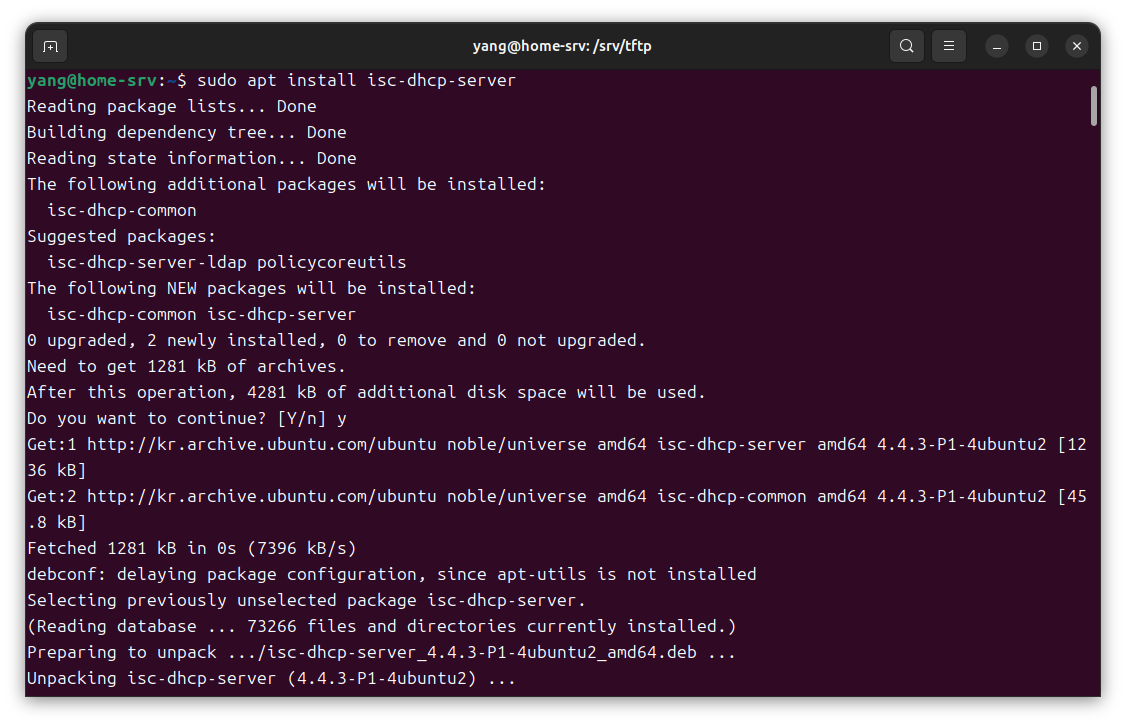 yang@home-srv: /srv/tftp
yang@home-srv:~$ sudo apt install isc-dhcp-server
Reading package lists... Done
Building dependency tree... Done
Reading state information... Done
The following additional packages will be installed:
  isc-dhcp-common
Suggested packages:
  isc-dhcp-server-ldap policycoreutils
The following NEW packages will be installed:
  isc-dhcp-common isc-dhcp-server
0 upgraded, 2 newly installed, 0 to remove and 0 not upgraded.
Need to get 1281 kB of archives.
After this operation, 4281 kB of additional disk space will be used.
Do you want to continue? [Y/n] y
Get:1 http://kr.archive.ubuntu.com/ubuntu noble/universe amd64 isc-dhcp-server amd64 4.4.3-P1-4ubuntu2 [12
36 kB]
Get:2 http://kr.archive.ubuntu.com/ubuntu noble/universe amd64 isc-dhcp-common amd64 4.4.3-P1-4ubuntu2 [45
.8 kB]
Fetched 1281 kB in 0s (7396 kB/s)
debconf: delaying package configuration, since apt-utils is not installed
Selecting previously unselected package isc-dhcp-server.
(Reading database ... 73266 files and directories currently installed.)
Preparing to unpack .../isc-dhcp-server_4.4.3-P1-4ubuntu2_amd64.deb ...
Unpacking isc-dhcp-server (4.4.3-P1-4ubuntu2) ...